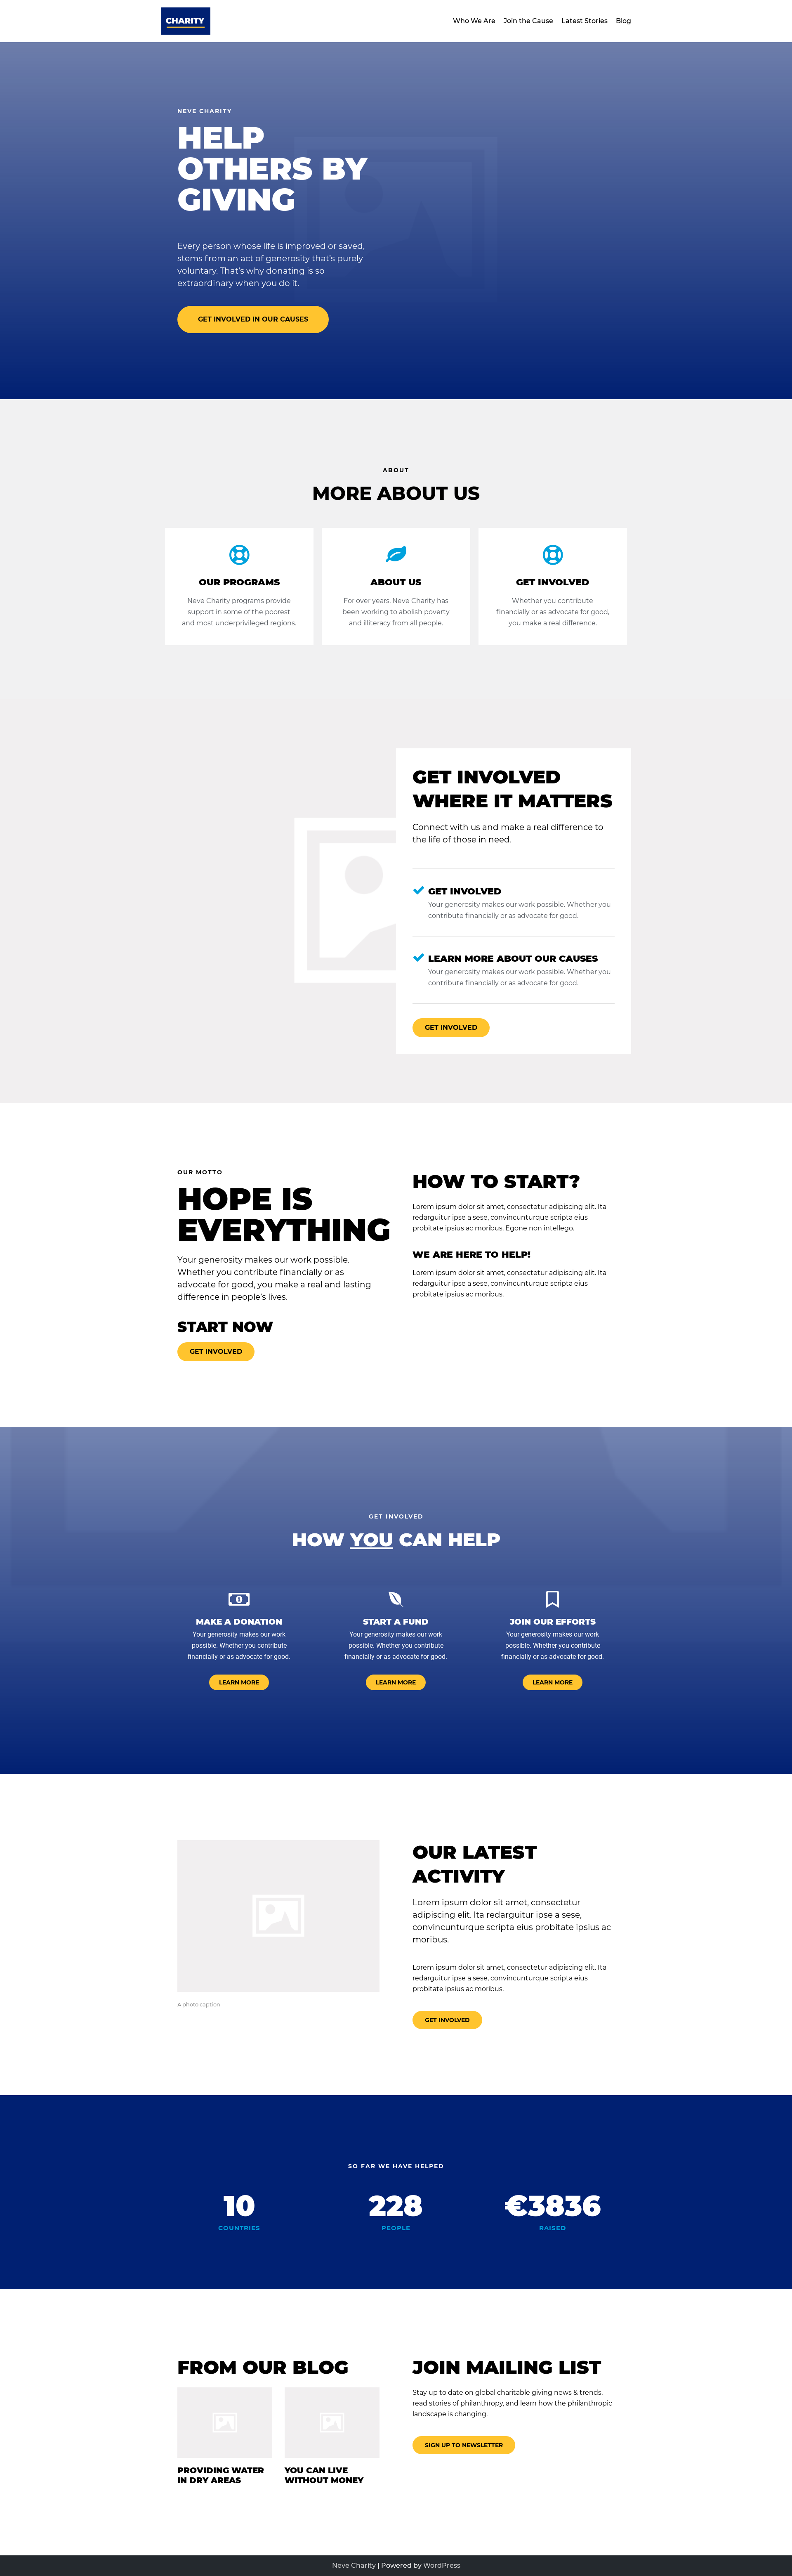 CHARITY
Who We Are Join the Cause Latest Stories Blog
NEVE CHARITY
HELP
OTHERS BY
GIVING
Every person whose life is improved or saved,
stems from an act of generosity that's purely
voluntary. That's why donating is so
extraordinary when you do it.
GET INVOLVED IN OUR CAUSES
ABOUT
MORE ABOUT US
OUR PROGRAMS
Neve Charity programs provide
support in some of the poorest
and most underprivileged regions.
ABOUT US
For over years, Neve Charity has
been working to abolish poverty
and illiteracy from all people.
GET INVOLVED
Whether you contribute
financially or as advocate for good,
you make a real difference.
GET INVOLVED
WHERE IT MATTERS
Connect with us and make a real difference to
the life of those in need.
GET INVOLVED
Your generosity makes our work possible. Whether you
contribute financially or as advocate for good.
LEARN MORE ABOUT OUR CAUSES
Your generosity makes our work possible. Whether you
contribute financially or as advocate for good.
GET INVOLVED
OUR MOTTO
HOPE IS
EVERYTHING
Your generosity makes our work possible.
Whether you contribute financially or as
advocate for good, you make a real and lasting
difference in people's lives.
START NOW
GET INVOLVED
HOW TO START?
Lorem ipsum dolor sit amet, consectetur adipiscing elit. Ita
redarguitur ipse a sese, convincunturque scripta eius
probitate ipsius ac moribus. Egone non intellego.
WE ARE HERE TO HELP!
Lorem ipsum dolor sit amet, consectetur adipiscing elit. Ita
redarguitur ipse a sese, convincunturque scripta eius
probitate ipsius ac moribus.
GET INVOLVED
HOW YOU CAN HELP
MAKE A DONATION
Your generosity makes our work
possible. Whether you contribute
financially or as advocate for good.
LEARN MORE
START A FUND
Your generosity makes our work
possible. Whether you contribute
financially or as advocate for good.
LEARN MORE
JOIN OUR EFFORTS
Your generosity makes our work
possible. Whether you contribute
financially or as advocate for good.
LEARN MORE
A photo caption
OUR LATEST
ACTIVITY
Lorem ipsum dolor sit amet, consectetur
adipiscing elit. Ita redarguitur ipse a sese,
convincunturque scripta eius probitate ipsius ac
moribus.
Lorem ipsum dolor sit amet, consectetur adipiscing elit. Ita
redarguitur ipse a sese, convincunturque scripta eius
probitate ipsius ac moribus.
GET INVOLVED
SO FAR WE HAVE HELPED
10
COUNTRIES
228
PEOPLE
€3836
RAISED
FROM OUR BLOG
PROVIDING WATER
IN DRY AREAS
YOU CAN LIVE
WITHOUT MONEY
JOIN MAILING LIST
Stay up to date on global charitable giving news & trends,
read stories of philanthropy, and learn how the philanthropic
landscape is changing.
SIGN UP TO NEWSLETTER
Neve Charity | Powered by WordPress